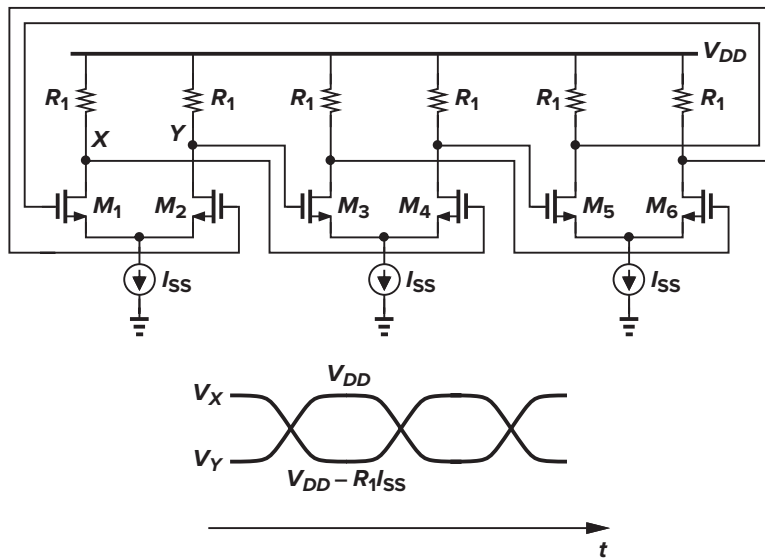 V_DD
R_1 R_1 R_1 R_1 R_1 R_1
X Y
M_1 M_2 M_3 M_4 M_5 M_6
I_SS I_SS I_SS
V_X V_DD
V_Y V_DD – R_1I_SS
t